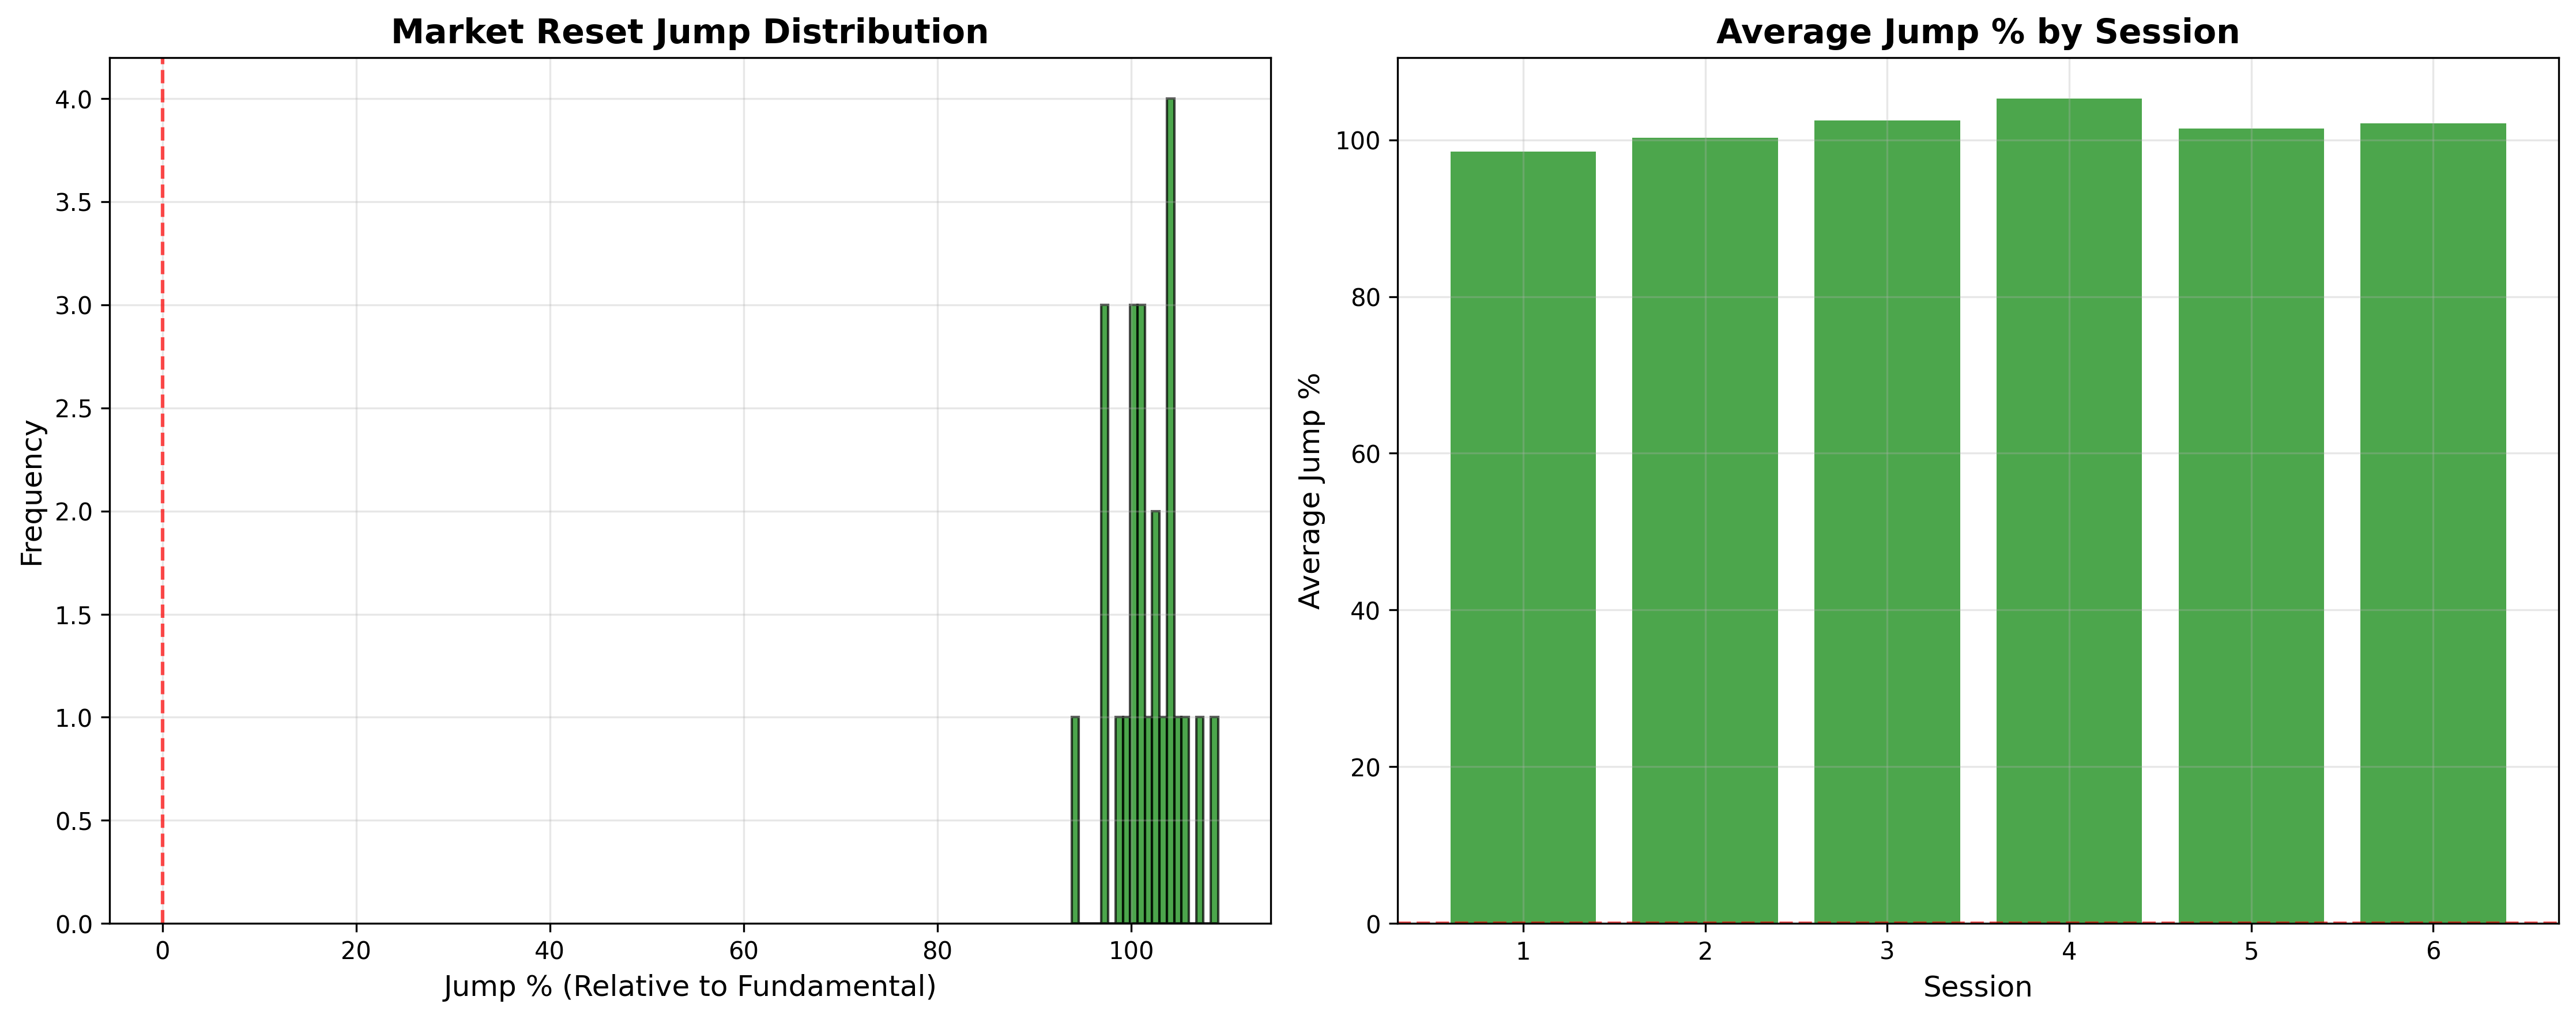 Market Reset Jump Distribution
Frequency
4.0
3.5
3.0
2.5
2.0
1.5
1.0
0.5
0.0
0 20 40 60 80 100
Jump % (Relative to Fundamental)
Average Jump % by Session
Average Jump %
100
80
60
40
20
0
1 2 3 4 5 6
Session